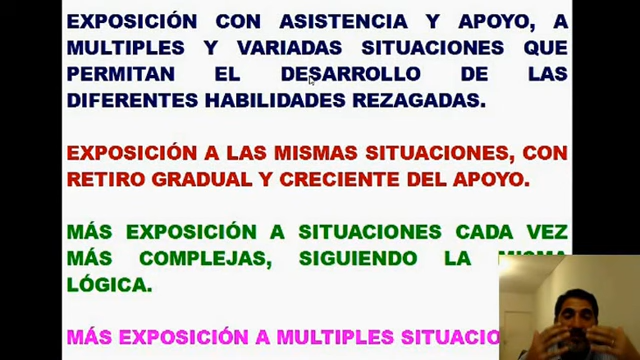 EXPOSICIÓN CON ASISTENCIA Y APOYO, A
MULTIPLES Y VARIADAS SITUACIONES QUE
PERMITAN EL DESARROLLO DE LAS
DIFERENTES HABILIDADES REZAGADAS.
EXPOSICIÓN A LAS MISMAS SITUACIONES, CON
RETIRO GRADUAL Y CRECIENTE DEL APOYO.
MÁS EXPOSICIÓN A SITUACIONES CADA VEZ
MÁS COMPLEJAS, SIGUIENDO LA MISMA
LÓGICA.
MÁS EXPOSICIÓN A MULTIPLES